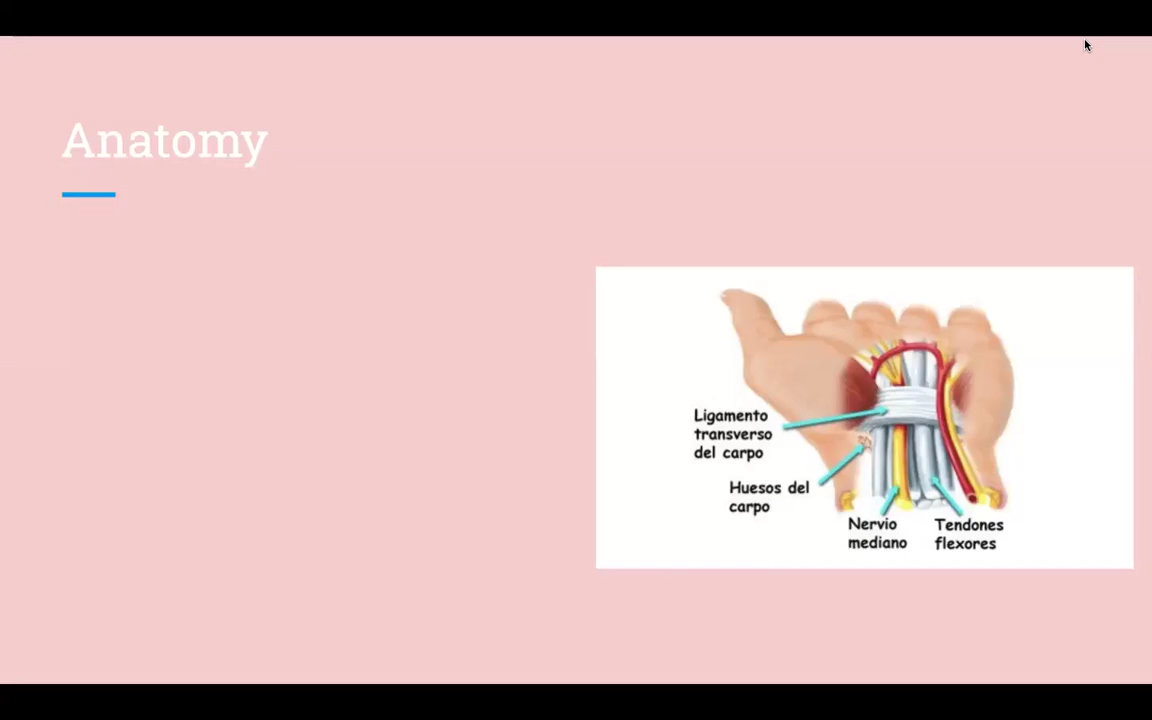 Anatomy
Ligamento
transverso
del carpo
Huesos del
carpo
Nervio
mediano
Tendones
flexores